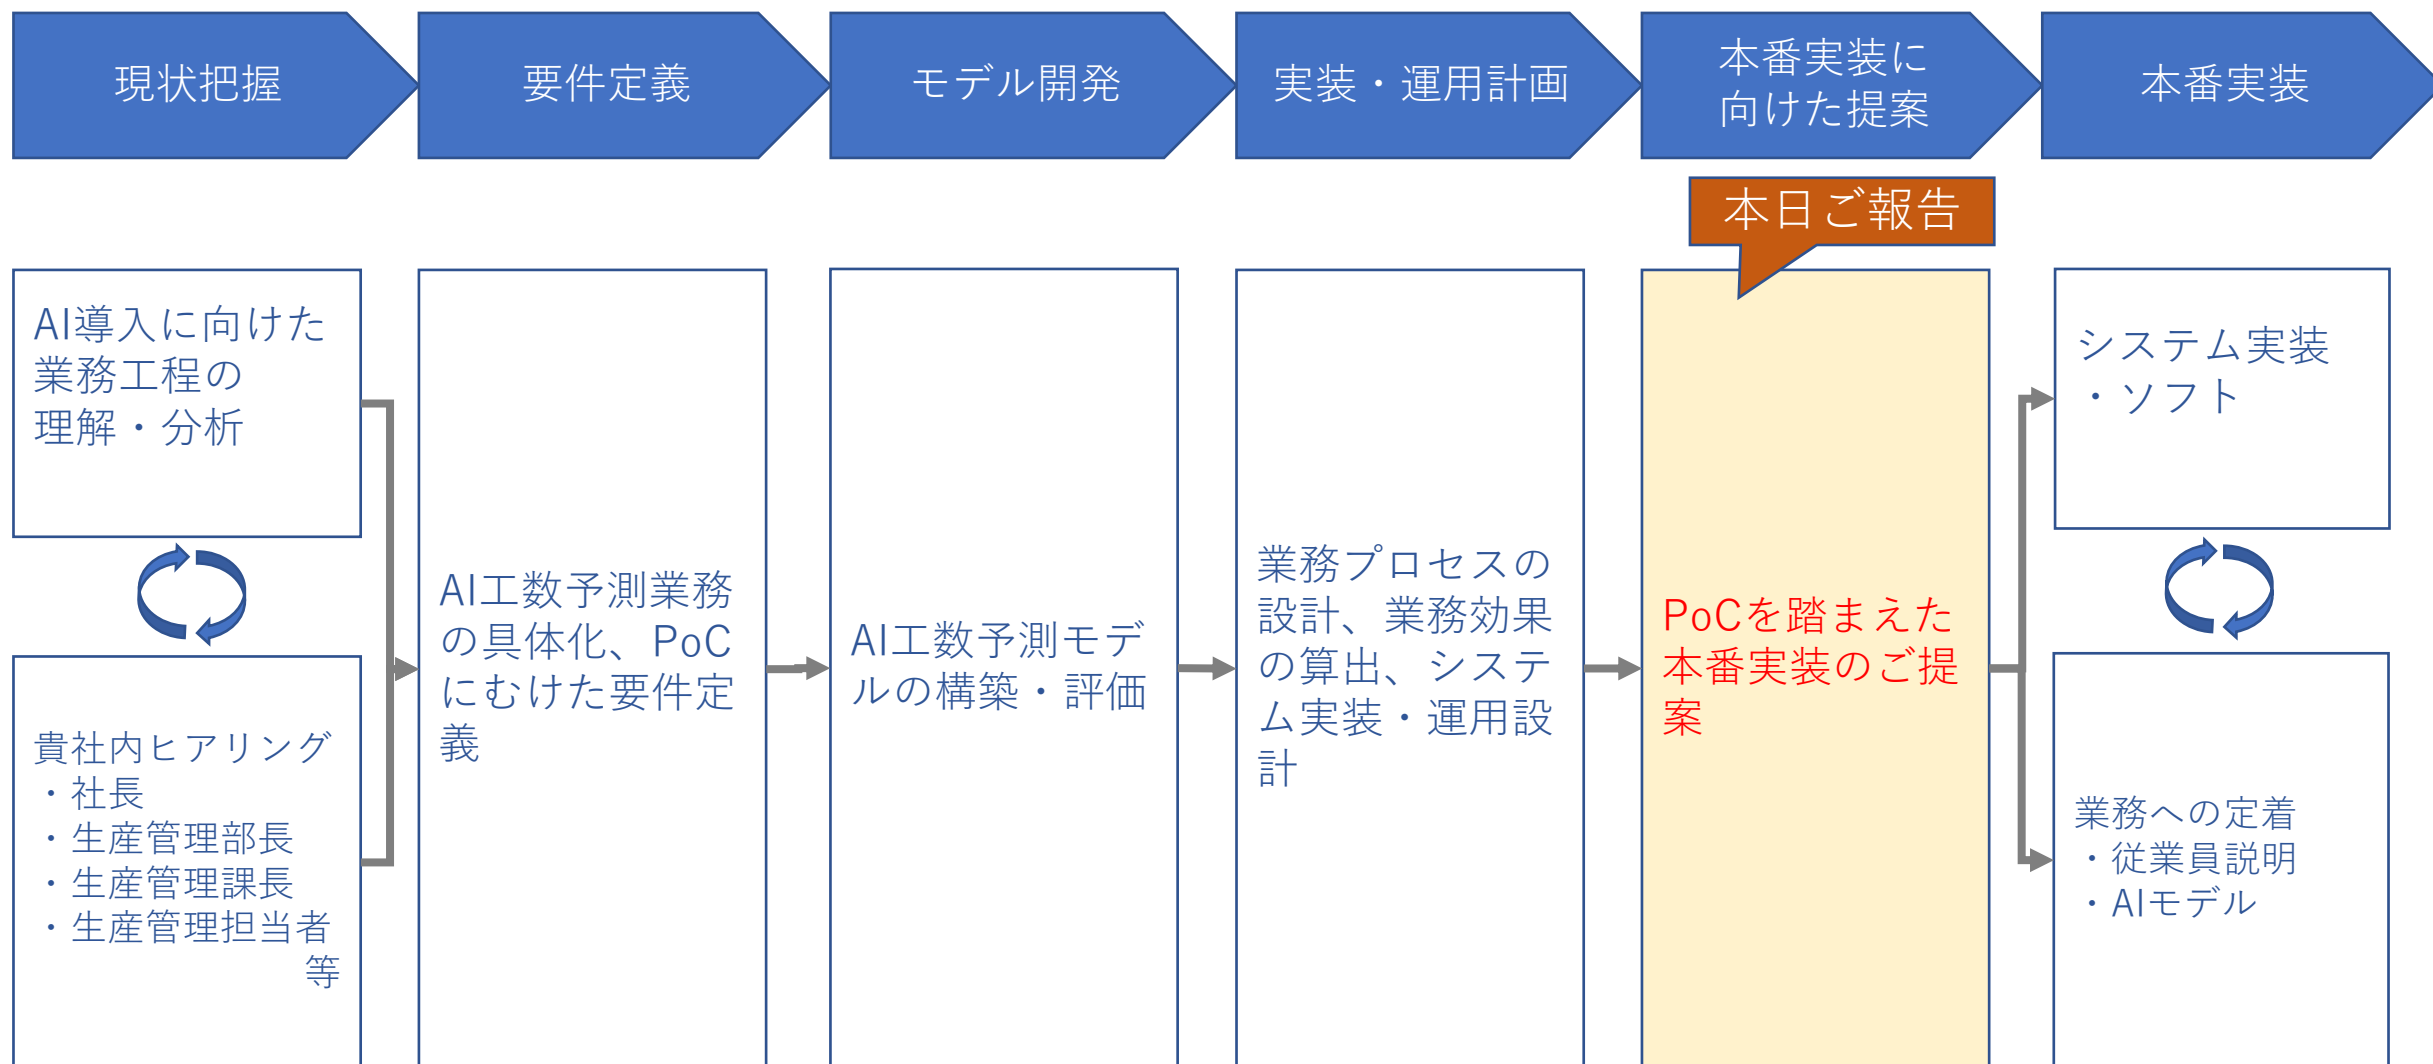 現状把握
要件定義
モデル開発
実装・運用計画
本番実装に
向けた提案
本番実装
本日ご報告
AI導入に向けた
業務工程の
理解・分析
貴社内ヒアリング
・社長
・生産管理部長
・生産管理課長
・生産管理担当者
等
AI工数予測業務
の具体化、PoC
にむけた要件定
義
AI工数予測モデ
ルの構築・評価
業務プロセスの
設計、業務効果
の算出、システ
ム実装・運用設
計
PoCを踏まえた
本番実装のご提
案
システム実装
・ソフト
業務への定着
・従業員説明
・AIモデル